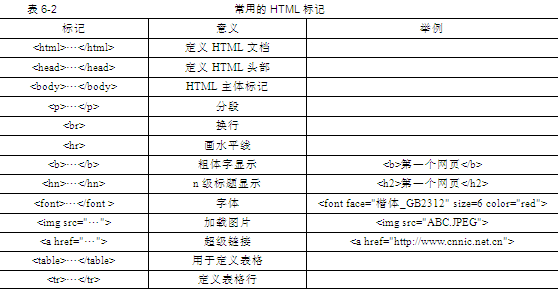 表 6-2 常用的 HTML 标记
标记 意义 举例
<html>…</html> 定义 HTML 文档
<head>…</head> 定义 HTML 头部
<body>…</body> HTML 主体标记
<p>…</p> 分段
<br> 换行
<hr> 画水平线
<b>…</b> 粗体字显示 <b>第一个网页</b>
<hn>…</hn> n 级标题显示 <h2>第一个网页</h2>
<font>…</font > 字体 <font face="楷体_GB2312" size=6 color="red">
<img src="…"> 加载图片 <img src="ABC.JPEG">
<a href="…"> 超级链接 <a href="http://www.cnnic.net.cn">
<table>…</table> 用于定义表格
<tr>…</tr> 定义表格行